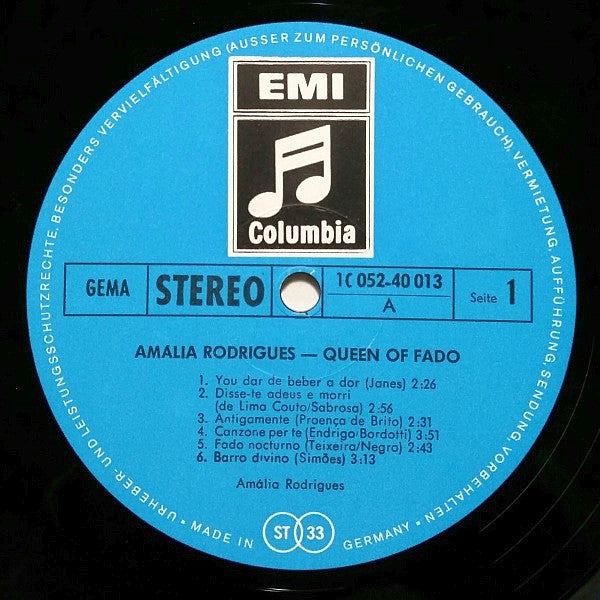 URHEBER- UND LEISTUNGSSCHUTZRECHTE, BESONDERS VERVIELFÄLTIGUNG (AUSSER ZUM PERSÖNLICHEN GEBRAUCH), VERMIETUNG, AUFFÜHRUNG, SENDUNG VORBEHALTEN
EMI
Columbia
GEMA
STEREO
1C 052-40 013
A
Seite 1
AMÁLIA RODRIGUES — QUEEN OF FADO
1. You dar de beber a dor (Janes) 2:26
2. Disse-te adeus e morri
(de Lima Couto/Sabrosa) 2:56
3. Antigamente (Proença de Brito) 2:31
4. Canzone per te (Endrigo/Bardotti) 3:51
5. Fado nocturno (Teixeira/Negro) 2:43
6. Barro divino (Simões) 3:13
Amália Rodrigues
• MADE IN ST 33 GERMANY •